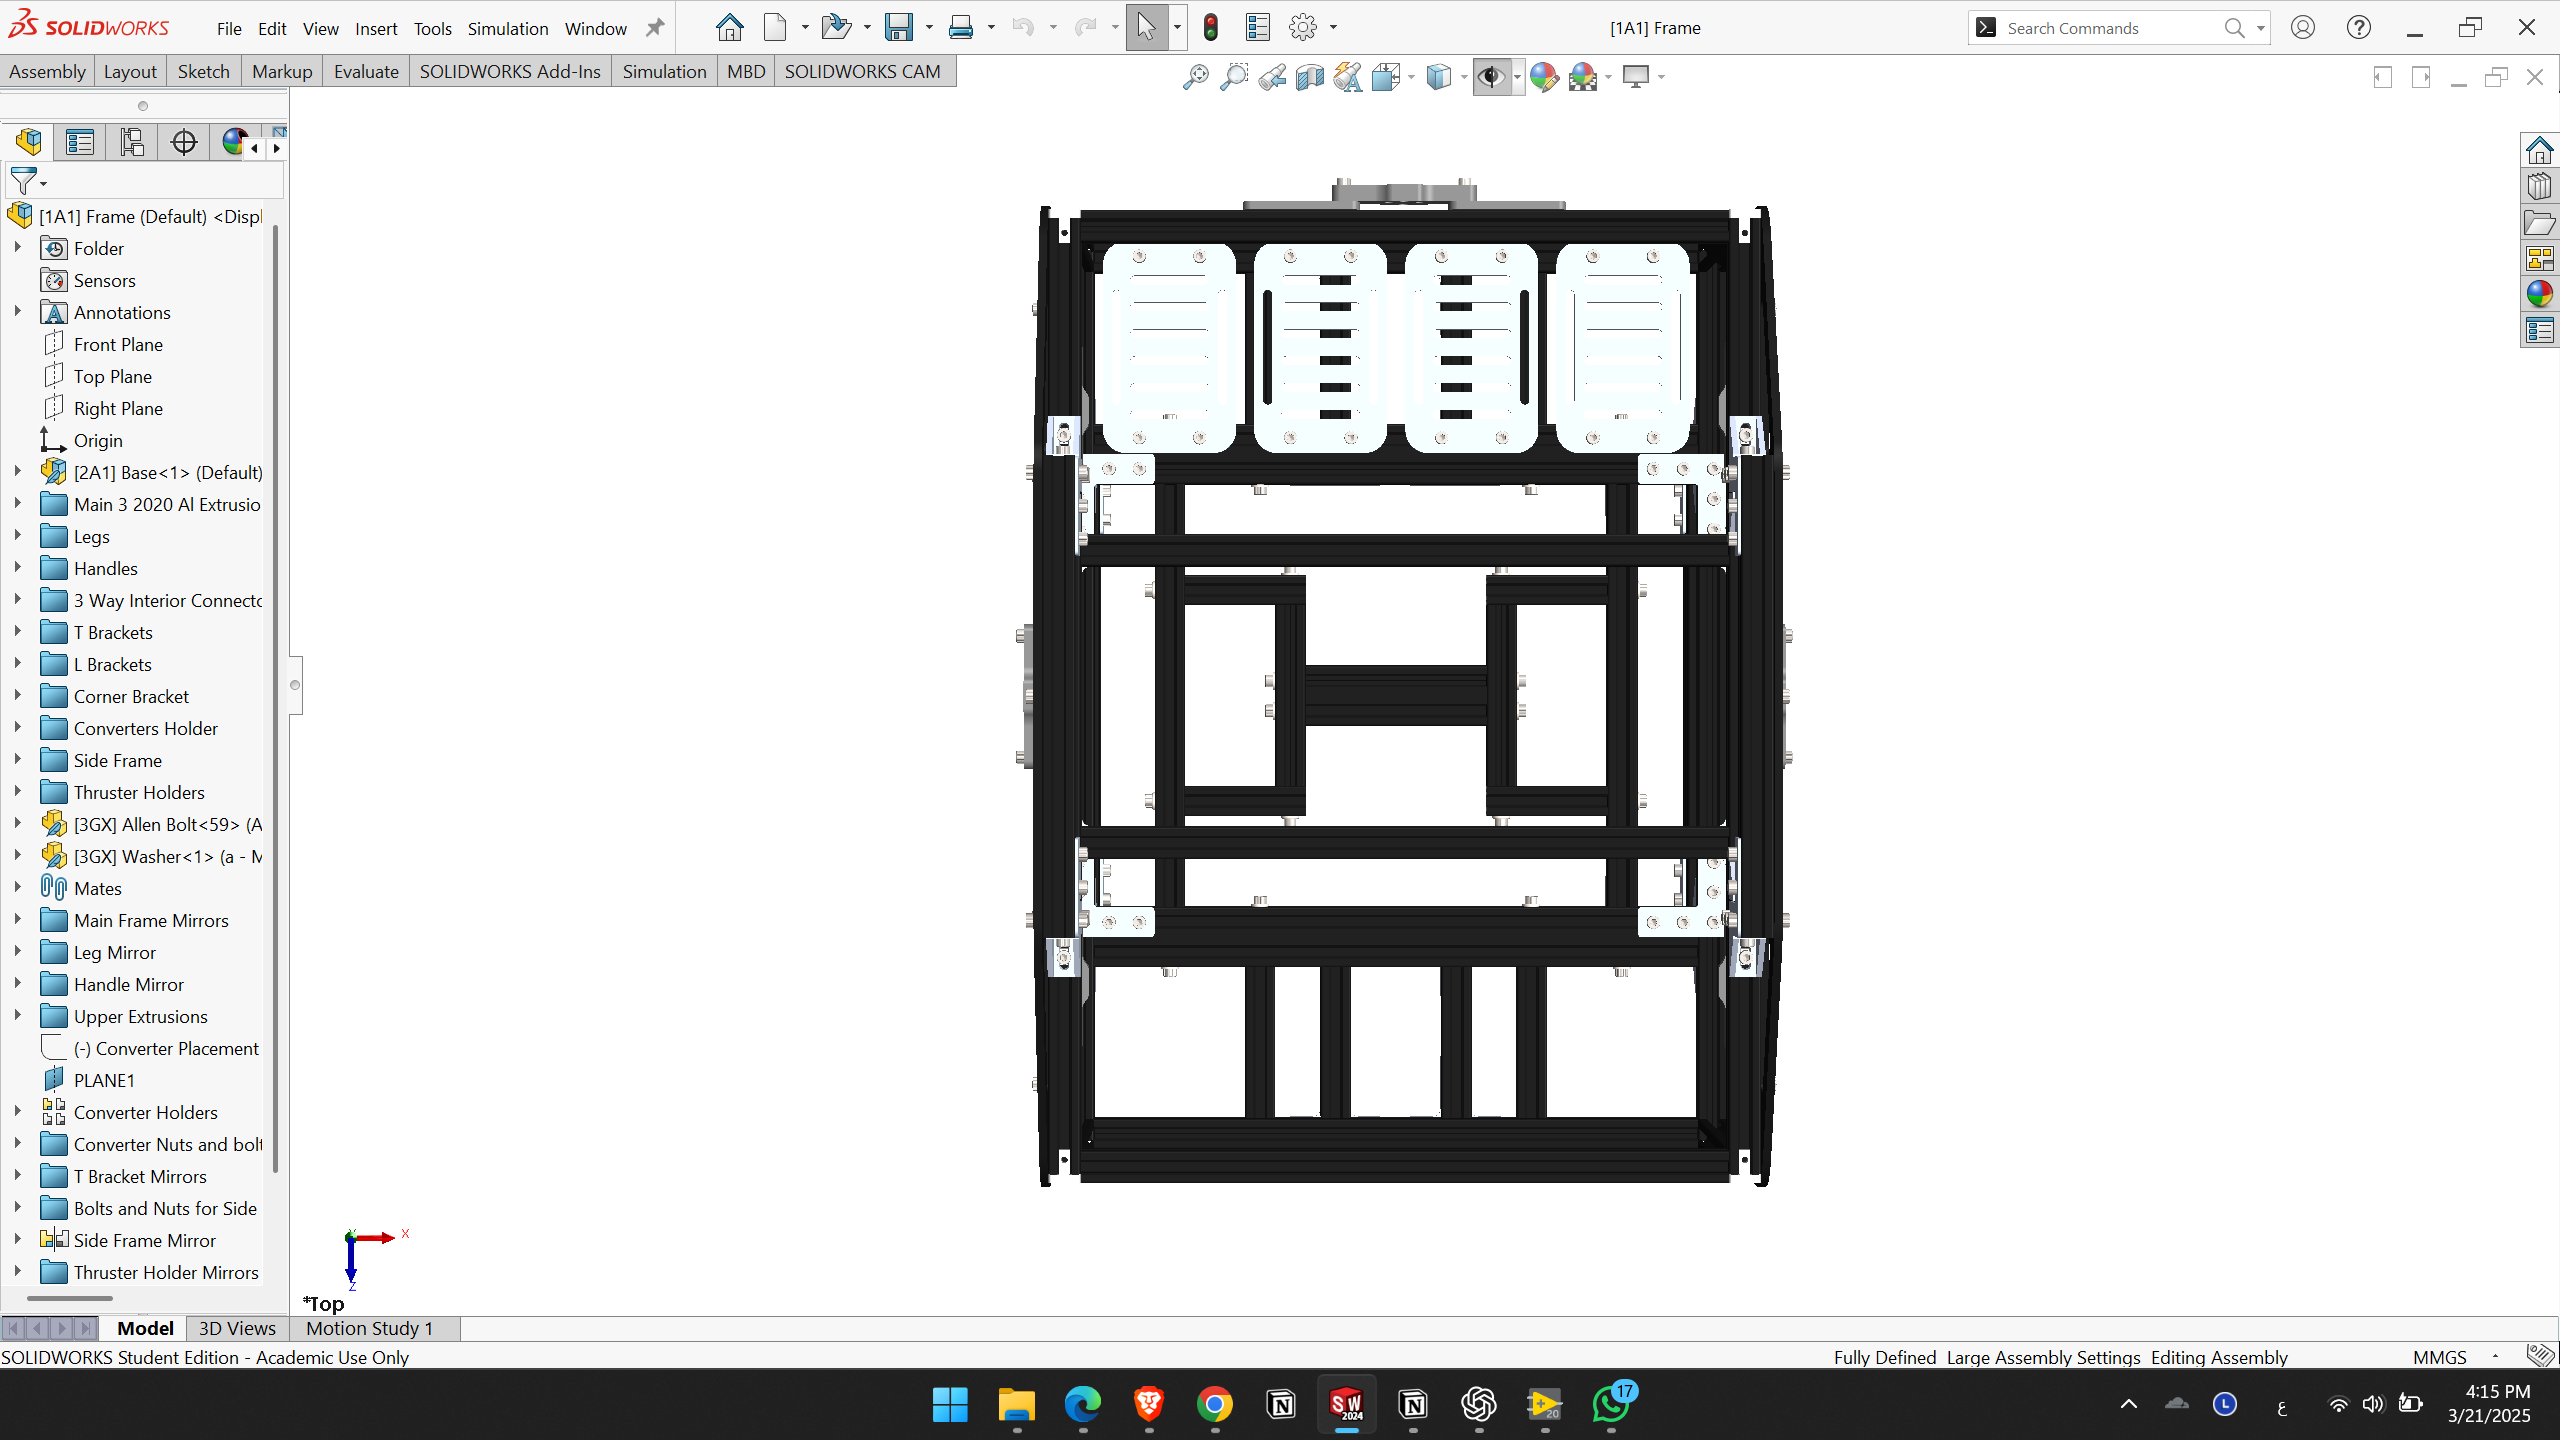 SOLIDWORKS File Edit View Insert Tools Simulation Window [1A1] Frame Search Commands
Assembly Layout Sketch Markup Evaluate SOLIDWORKS Add-Ins Simulation MBD SOLIDWORKS CAM
[1A1] Frame (Default) <Displ
Folder
Sensors
Annotations
Front Plane
Top Plane
Right Plane
Origin
[2A1] Base<1> (Default)
Main 3 2020 Al Extrusio
Legs
Handles
3 Way Interior Connecto
T Brackets
L Brackets
Corner Bracket
Converters Holder
Side Frame
Thruster Holders
[3GX] Allen Bolt<59> (A
[3GX] Washer<1> (a - M
Mates
Main Frame Mirrors
Leg Mirror
Handle Mirror
Upper Extrusions
(-) Converter Placement
PLANE1
Converter Holders
Converter Nuts and bolt
T Bracket Mirrors
Bolts and Nuts for Side
Side Frame Mirror
Thruster Holder Mirrors
Y X
Z
*Top
Model 3D Views Motion Study 1
SOLIDWORKS Student Edition - Academic Use Only Fully Defined Large Assembly Settings Editing Assembly MMGS
SW 2024 20 17 L ع 4:15 PM
3/21/2025